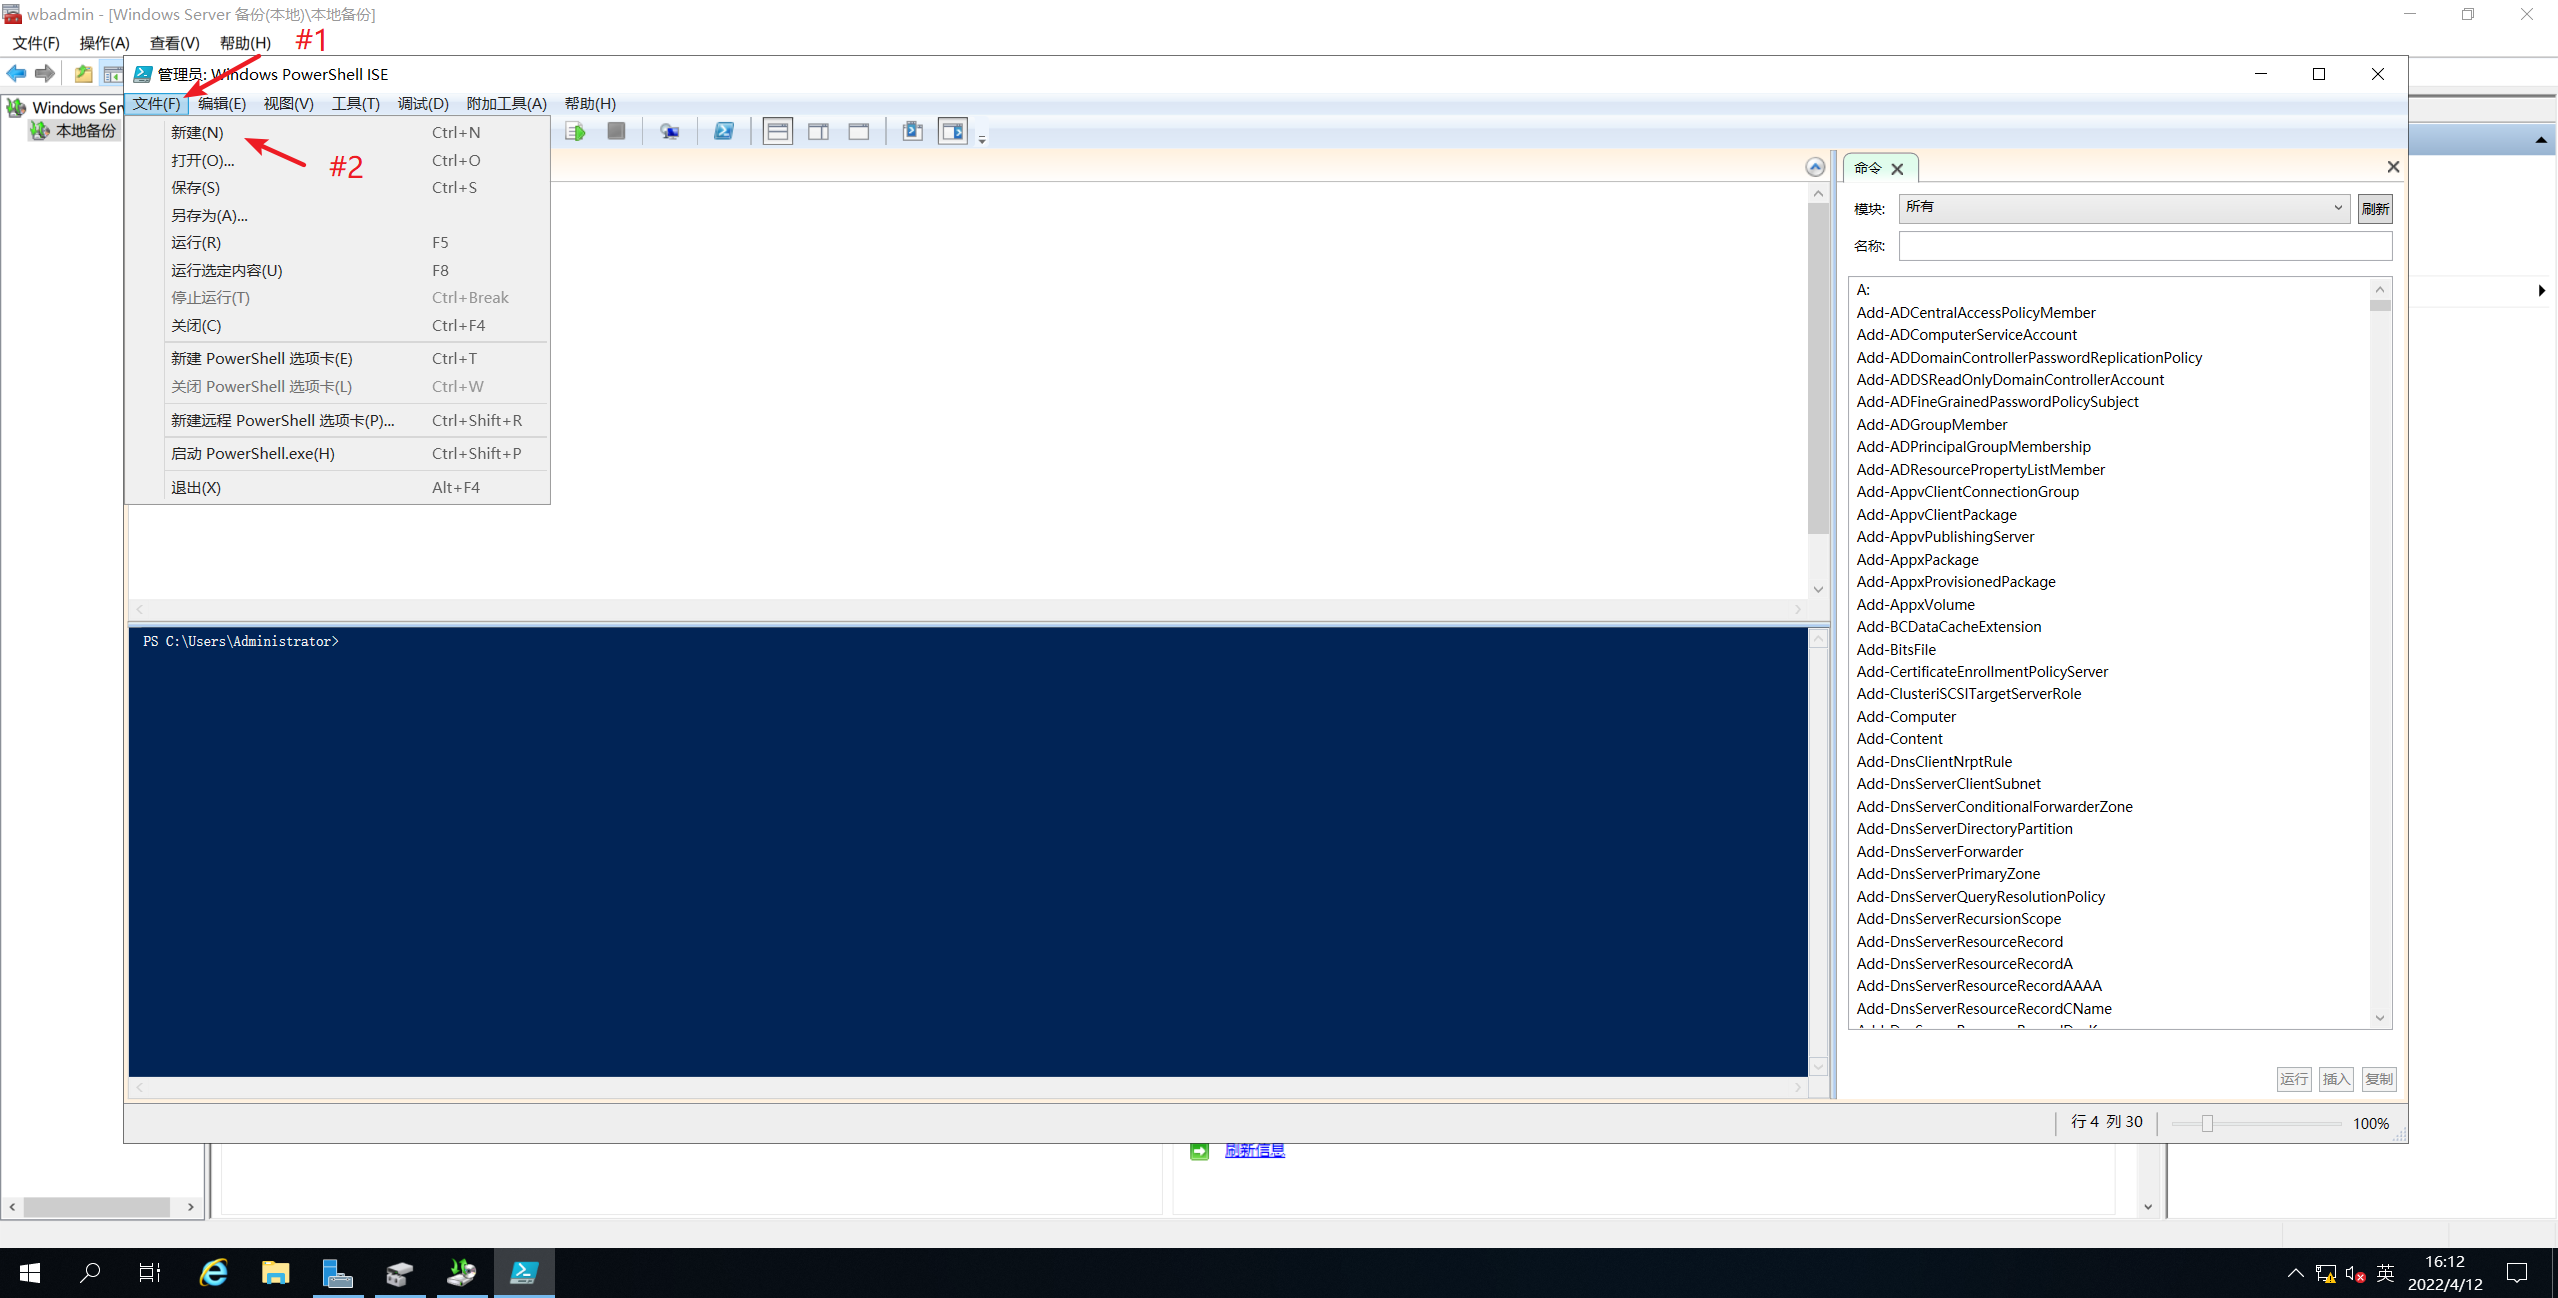 wbadmin - [Windows Server 备份(本地)\本地备份]
文件(F) 操作(A) 查看(V) 帮助(H) #1
管理员: Windows PowerShell ISE
Windows Ser
本地备份
文件(F) 编辑(E) 视图(V) 工具(T) 调试(D) 附加工具(A) 帮助(H)
新建(N) Ctrl+N
#2
打开(O)... Ctrl+O
保存(S) Ctrl+S
另存为(A)...
运行(R) F5
运行选定内容(U) F8
停止运行(T) Ctrl+Break
关闭(C) Ctrl+F4
新建 PowerShell 选项卡(E) Ctrl+T
关闭 PowerShell 选项卡(L) Ctrl+W
新建远程 PowerShell 选项卡(P)... Ctrl+Shift+R
启动 PowerShell.exe(H) Ctrl+Shift+P
退出(X) Alt+F4
PS C:\Users\Administrator>
命令
模块: 所有 刷新
名称:
A:
Add-ADCentralAccessPolicyMember
Add-ADComputerServiceAccount
Add-ADDomainControllerPasswordReplicationPolicy
Add-ADDSReadOnlyDomainControllerAccount
Add-ADFineGrainedPasswordPolicySubject
Add-ADGroupMember
Add-ADPrincipalGroupMembership
Add-ADResourcePropertyListMember
Add-AppvClientConnectionGroup
Add-AppvClientPackage
Add-AppvPublishingServer
Add-AppxPackage
Add-AppxProvisionedPackage
Add-AppxVolume
Add-BCDataCacheExtension
Add-BitsFile
Add-CertificateEnrollmentPolicyServer
Add-ClusteriSCSITargetServerRole
Add-Computer
Add-Content
Add-DnsClientNrptRule
Add-DnsServerClientSubnet
Add-DnsServerConditionalForwarderZone
Add-DnsServerDirectoryPartition
Add-DnsServerForwarder
Add-DnsServerPrimaryZone
Add-DnsServerQueryResolutionPolicy
Add-DnsServerRecursionScope
Add-DnsServerResourceRecord
Add-DnsServerResourceRecordA
Add-DnsServerResourceRecordAAAA
Add-DnsServerResourceRecordCName
运行 插入 复制
行 4 列 30 100%
刷新信息
英
16:12
2022/4/12